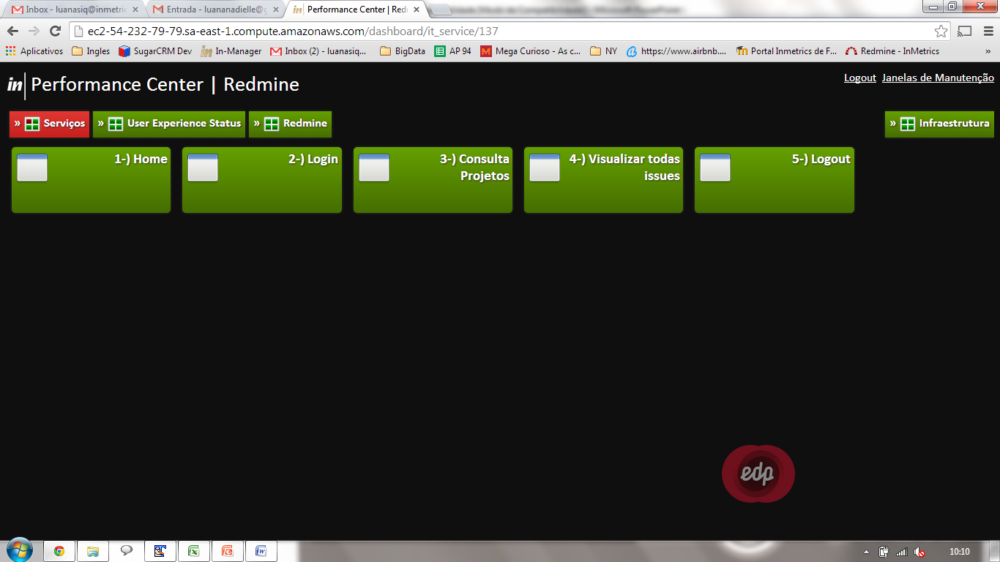 Inbox - luanasiq@inmetric
Entrada - luananadielle@g
in Performance Center | Redm
ec2-54-232-79-79.sa-east-1.compute.amazonaws.com/dashboard/it_service/137
Aplicativos
Ingles
SugarCRM Dev
in In-Manager
Inbox (2) - luanasiq...
BigData
AP 94
M Mega Curioso - As c...
NY
https://www.airbnb....
Portal Inmetrics de F...
Redmine - InMetrics
»
in Performance Center | Redmine
Logout Janelas de Manutenção
» Serviços
» User Experience Status
» Redmine
» Infraestrutura
1-) Home
2-) Login
3-) Consulta
Projetos
4-) Visualizar todas
issues
5-) Logout
edp
10:10